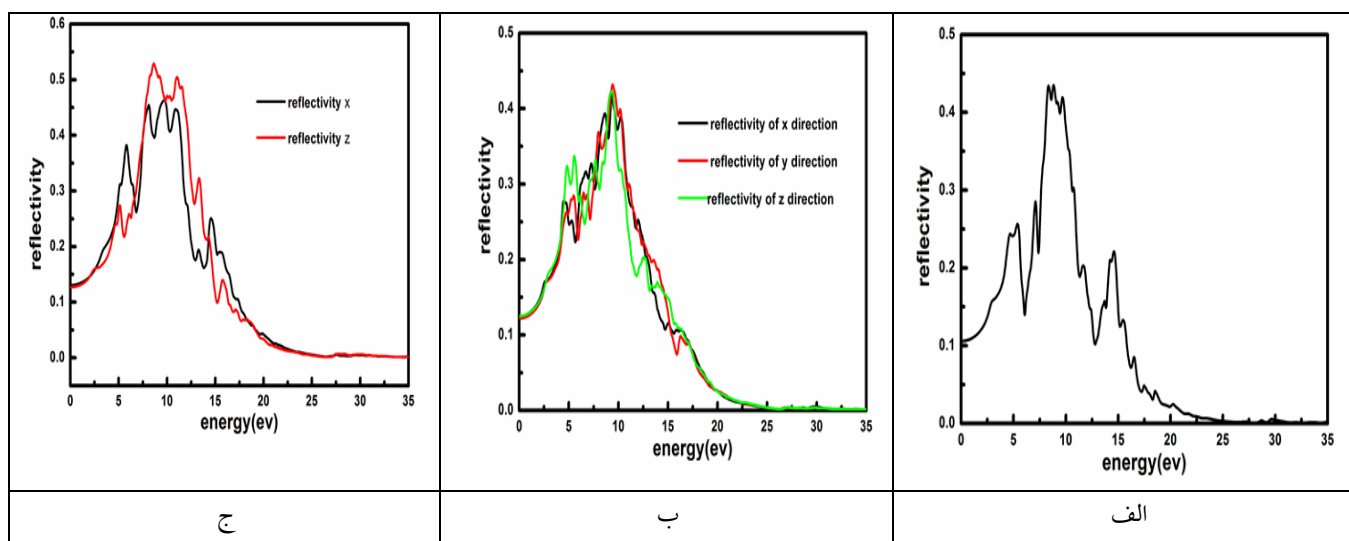 0.6
0.5
0.4
0.3
0.2
0.1
0.0
reflectivity
reflectivity x
reflectivity z
0 5 10 15 20 25 30 35
energy(ev)
ج
0.5
0.4
0.3
0.2
0.1
0.0
reflectivity
reflectivity of x direction
reflectivity of y direction
reflectivity of z direction
0 5 10 15 20 25 30 35
energy(ev)
ب
0.5
0.4
0.3
0.2
0.1
0.0
reflectivity
0 5 10 15 20 25 30 35
energy(ev)
الف